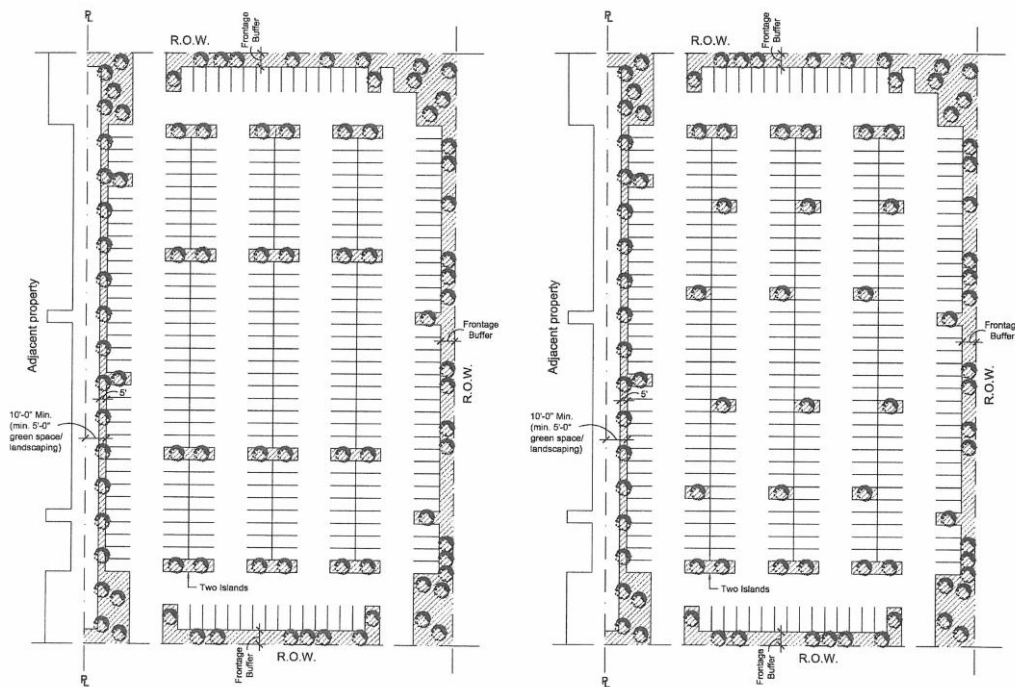 PL
R.O.W.
Frontage
Buffer
Adjacent property
Frontage
Buffer
R.O.W.
5'
10'-0" Min.
(min. 5'-0"
green space/
landscaping)
Two Islands
Frontage
Buffer
R.O.W.
PL
PL
R.O.W.
Frontage
Buffer
Adjacent property
Frontage
Buffer
R.O.W.
5'
10'-0" Min.
(min. 5'-0"
green space/
landscaping)
Two Islands
Frontage
Buffer
R.O.W.
PL